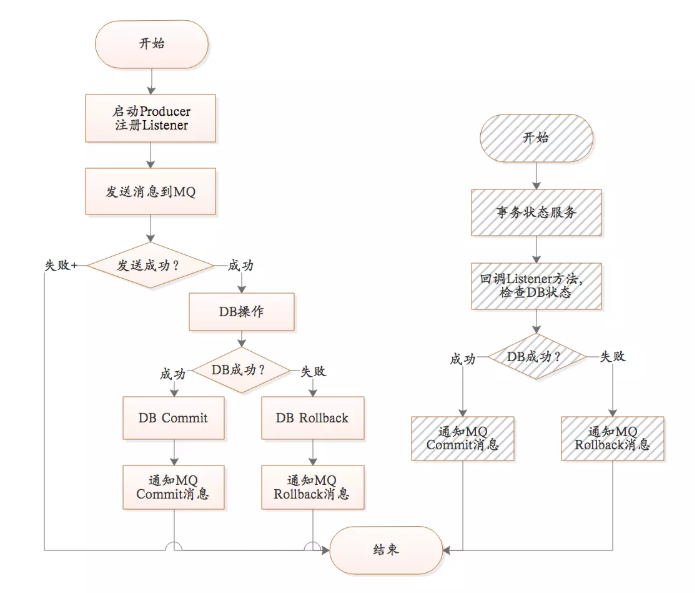 开始
启动Producer
注册Listener
发送消息到MQ
发送成功？
失败+
成功
DB操作
DB成功？
成功
失败
DB Commit
DB Rollback
通知MQ
Commit消息
通知MQ
Rollback消息
开始
事务状态服务
回调Listener方法,
检查DB状态
DB成功？
成功
失败
通知MQ
Commit消息
通知MQ
Rollback消息
结束